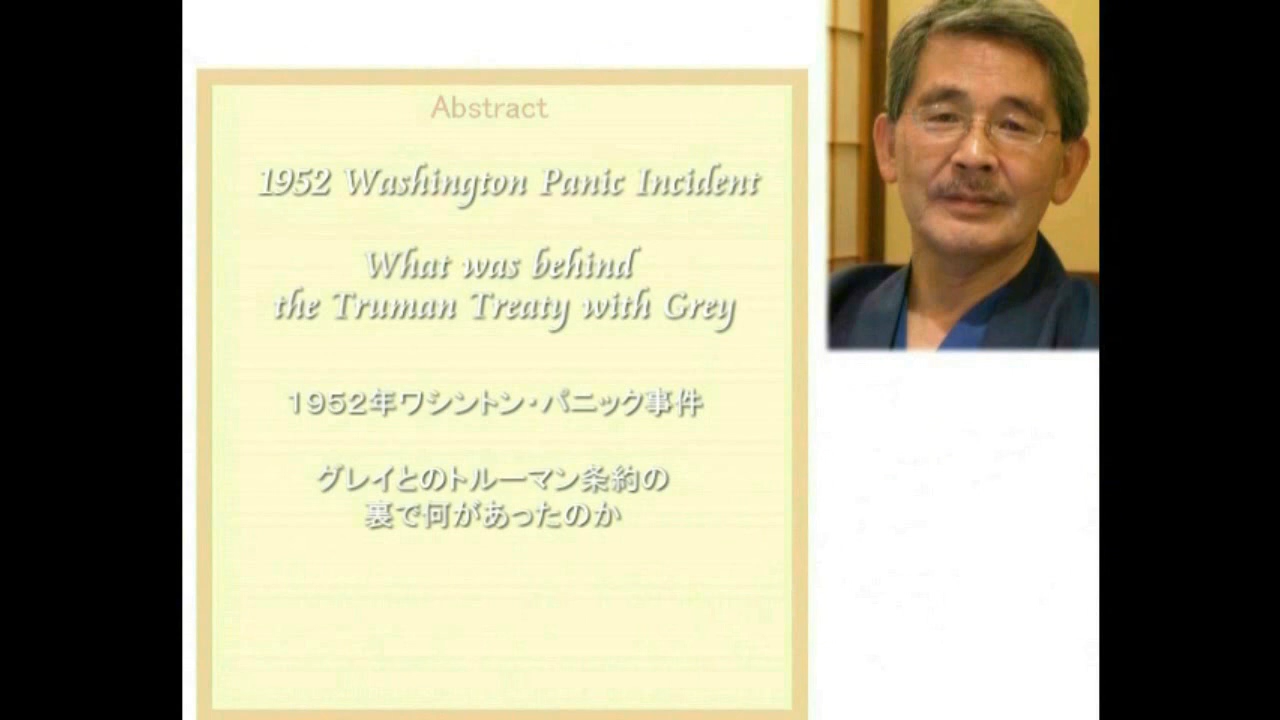 Abstract
1952 Washington Panic Incident
What was behind
the Truman Treaty with Grey
１９５２年ワシントン・パニック事件
グレイとのトルーマン条約の
裏で何があったのか